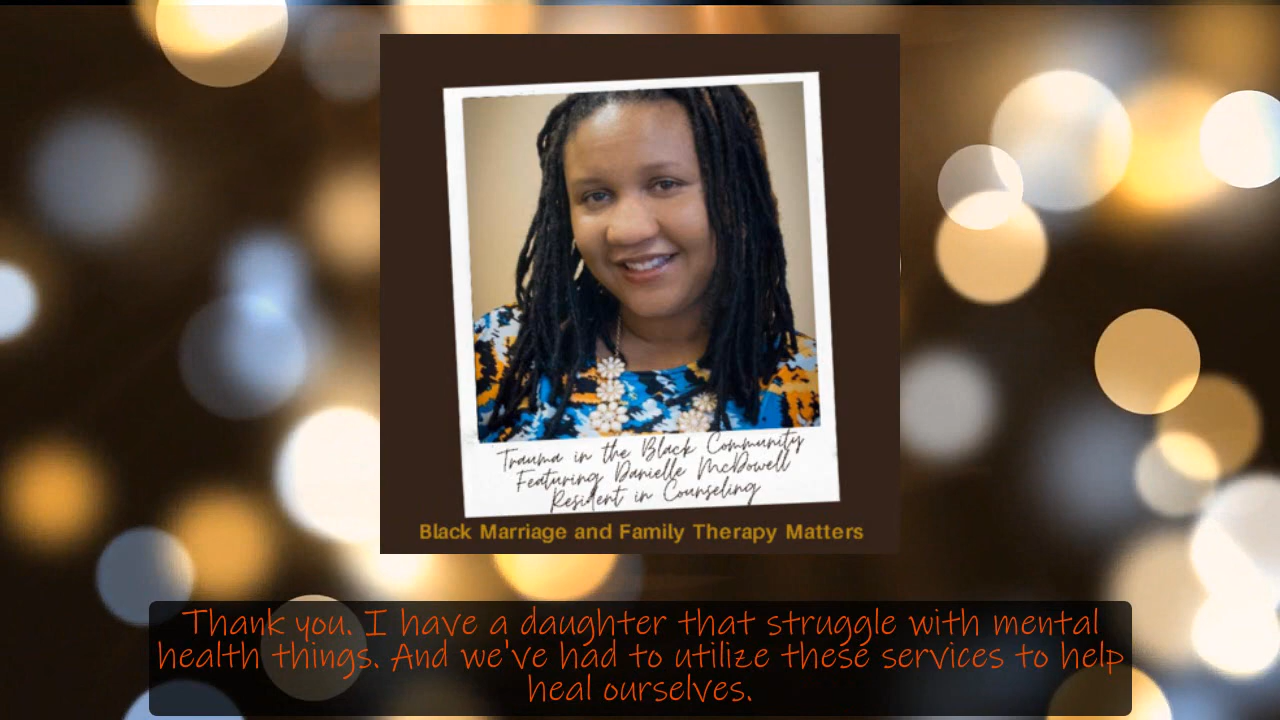 Trauma in the Black Community
Featuring Danielle McDowell
Resident in Counseling
Black Marriage and Family Therapy Matters
Thank you. I have a daughter that struggle with mental
health things. And we've had to utilize these services to help
heal ourselves.